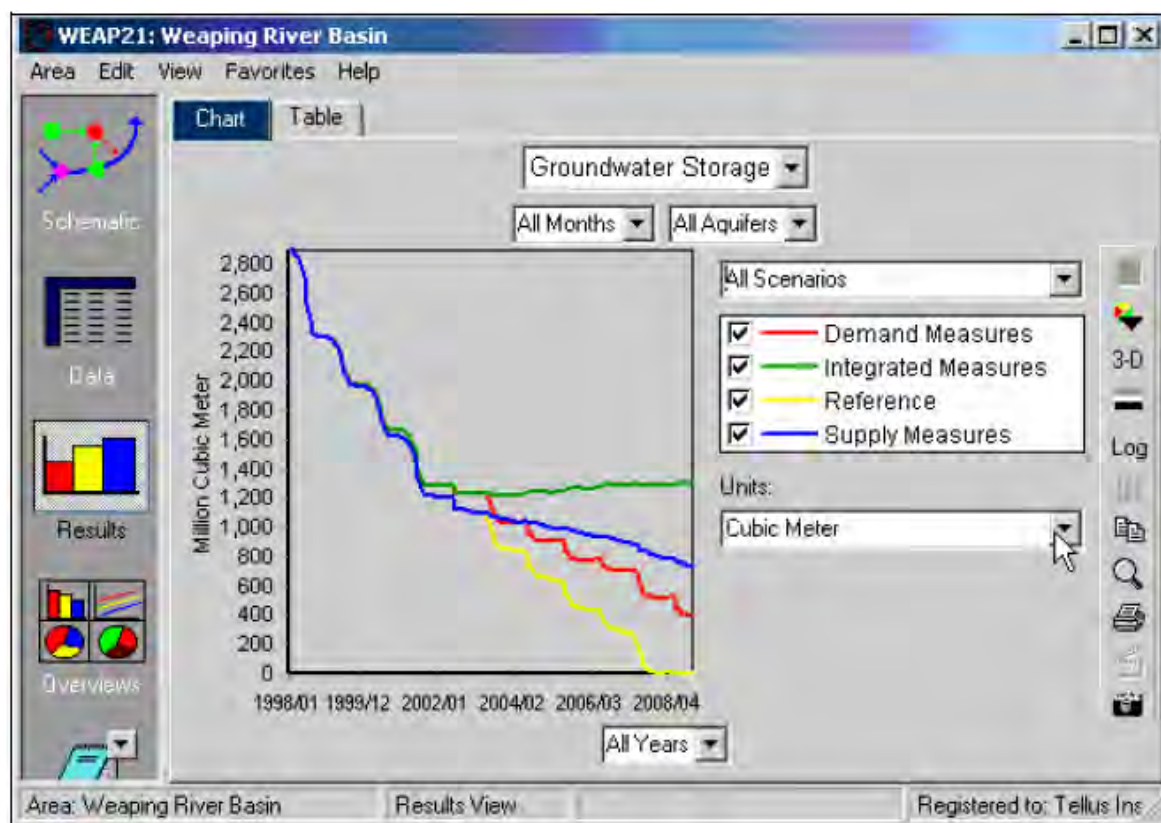 WEAP21: Weaping River Basin
Area Edit View Favorites Help
Chart Table
Schematic
Data
Results
Overviews
Groundwater Storage
All Months All Aquifers
Million Cubic Meter
2,800
2,600
2,400
2,200
2,000
1,800
1,600
1,400
1,200
1,000
800
600
400
200
0
1998/01 1999/12 2002/01 2004/02 2006/03 2008/04
All Years
All Scenarios
Demand Measures
Integrated Measures
Reference
Supply Measures
Units:
Cubic Meter
3-D
Log
Area: Weaping River Basin Results View Registered to: Tellus Ins